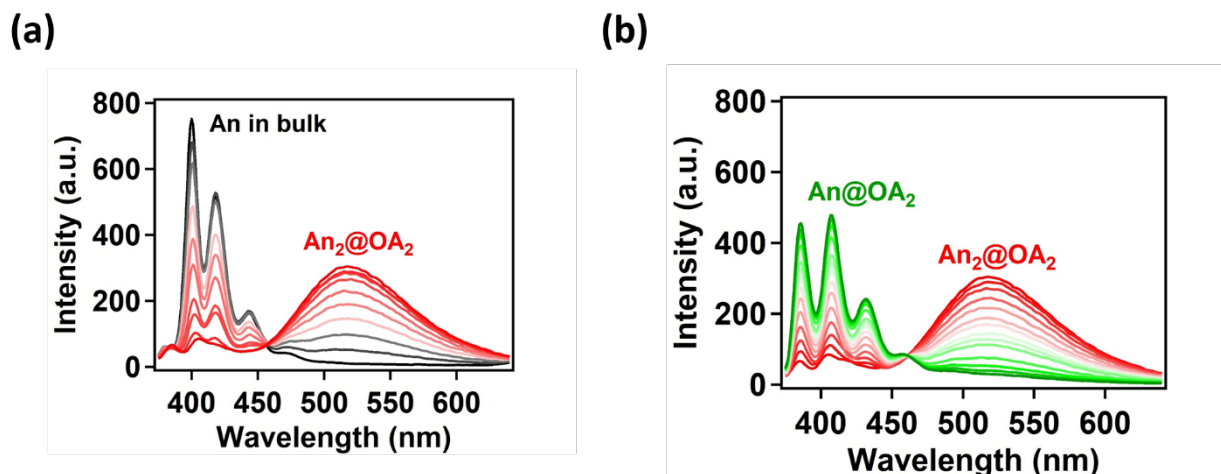 (a)
800
600
400
200
0
Intensity (a.u.)
An in bulk
An₂@OA₂
400 450 500 550 600
Wavelength (nm)
(b)
800
600
400
200
0
Intensity (a.u.)
An@OA₂
An₂@OA₂
400 450 500 550 600
Wavelength (nm)